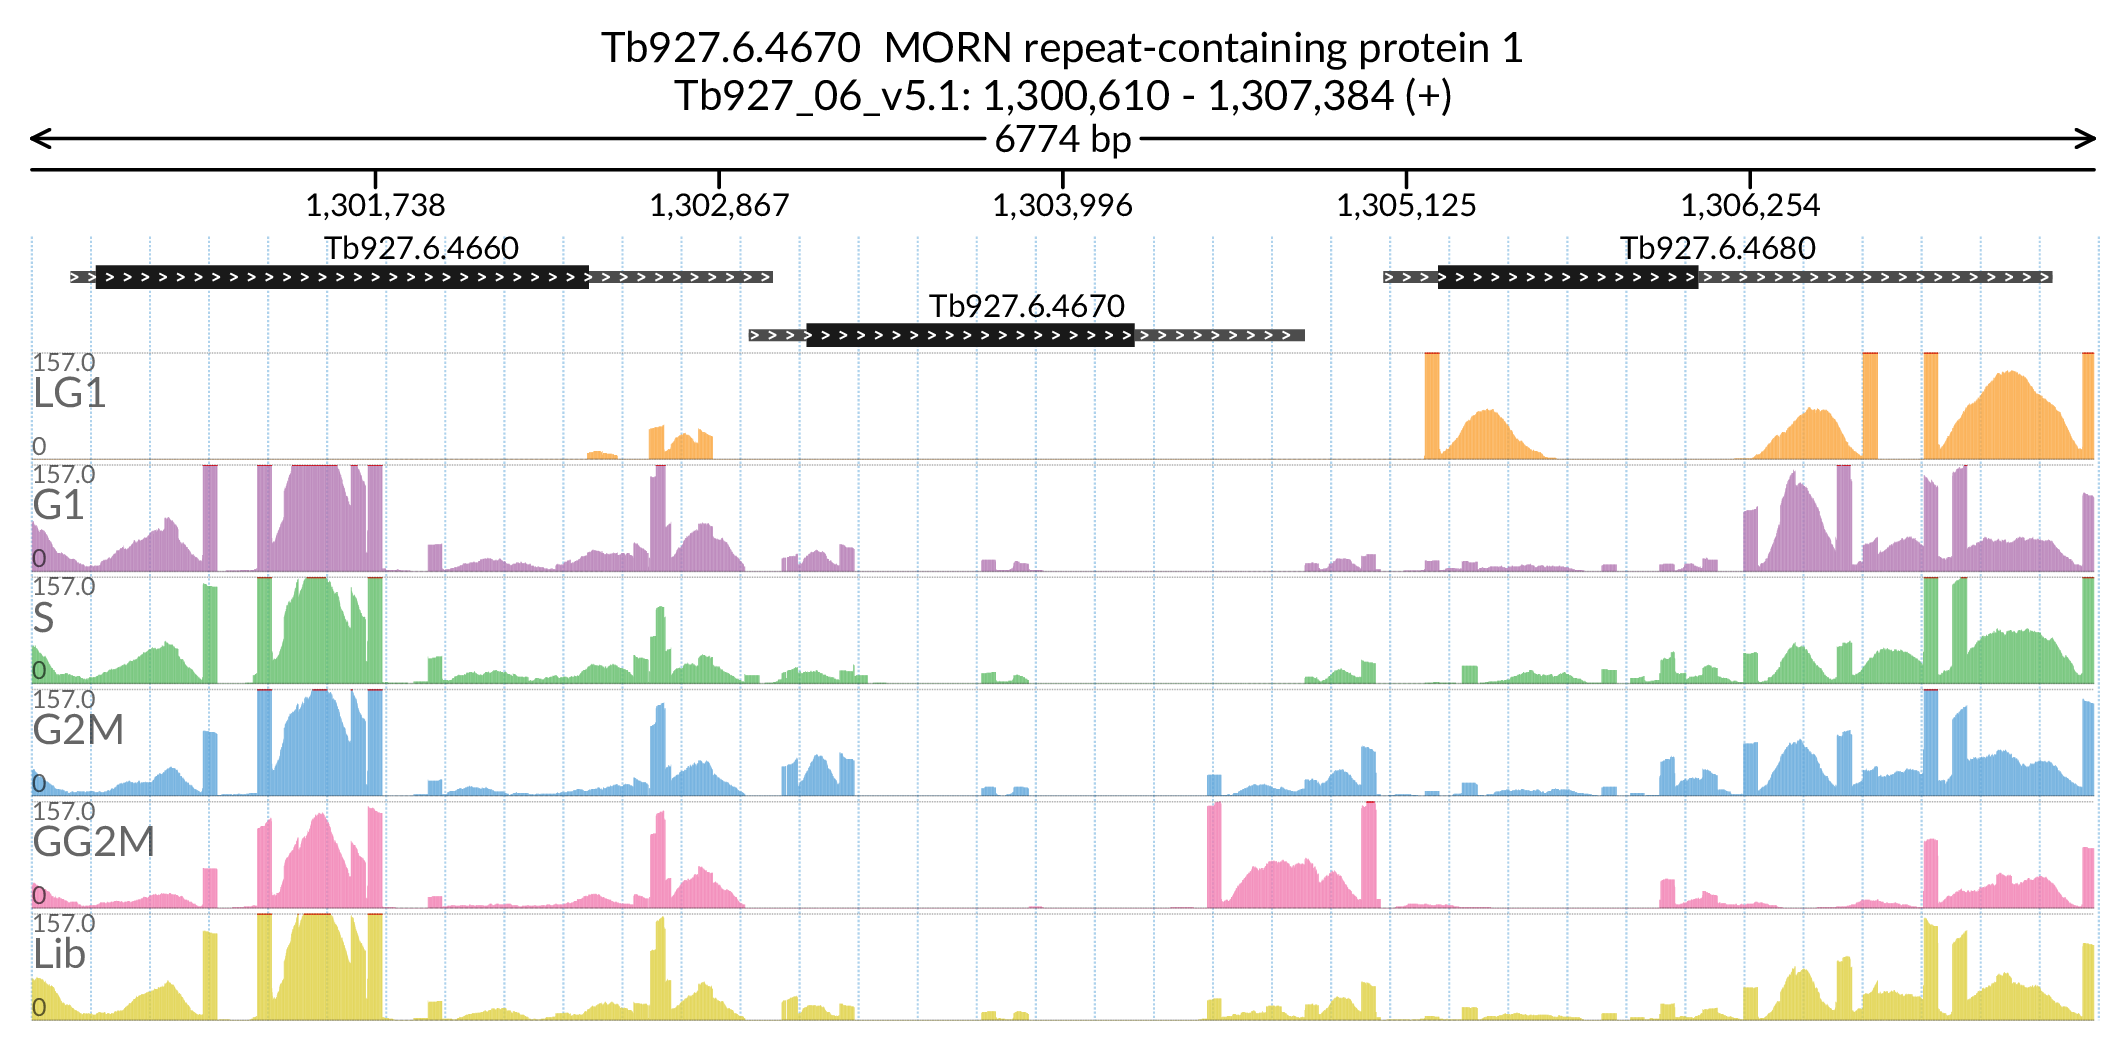 Tb927.6.4670  MORN repeat-containing protein 1
Tb927_06_v5.1: 1,300,610 - 1,307,384 (+)
6774 bp
1,301,738 1,302,867 1,303,996 1,305,125 1,306,254
Tb927.6.4660 Tb927.6.4680
Tb927.6.4670
157.0
LG1
0
157.0
G1
0
157.0
S
0
157.0
G2M
0
157.0
GG2M
0
157.0
Lib
0